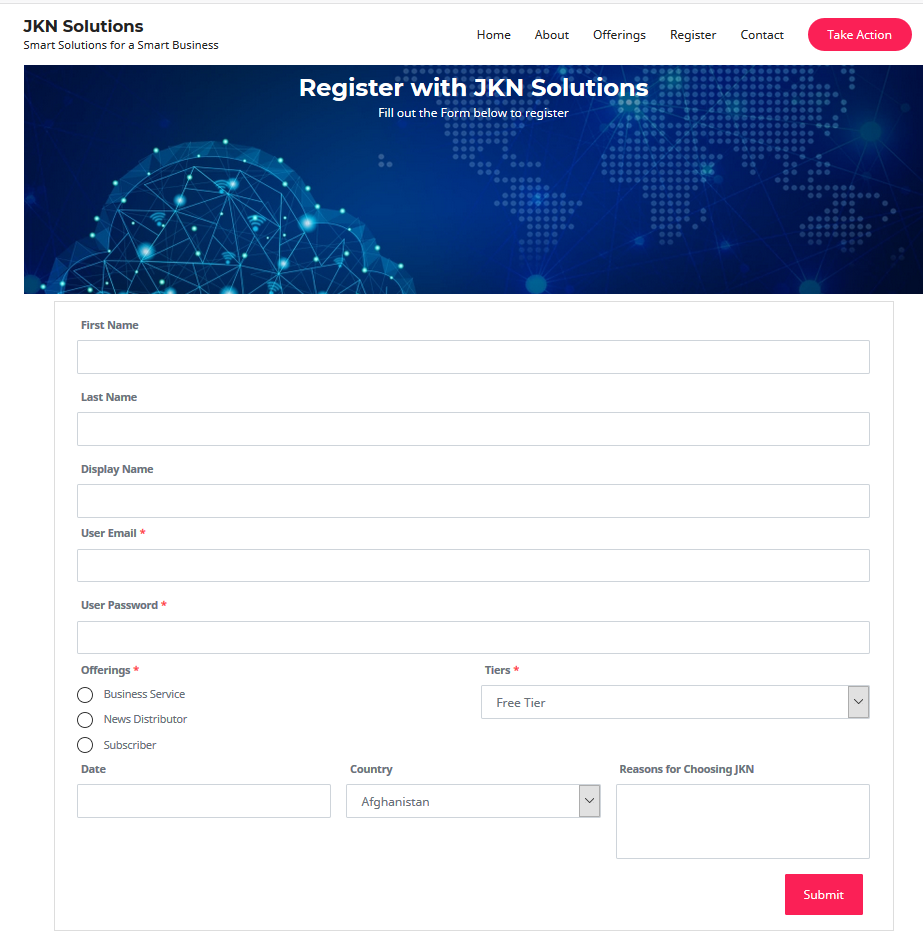 JKN Solutions
Smart Solutions for a Smart Business
Home About Offerings Register Contact Take Action
Register with JKN Solutions
Fill out the Form below to register
First Name
Last Name
Display Name
User Email *
User Password *
Offerings * Tiers *
Business Service Free Tier
News Distributor
Subscriber
Date Country Reasons for Choosing JKN
Afghanistan
Submit